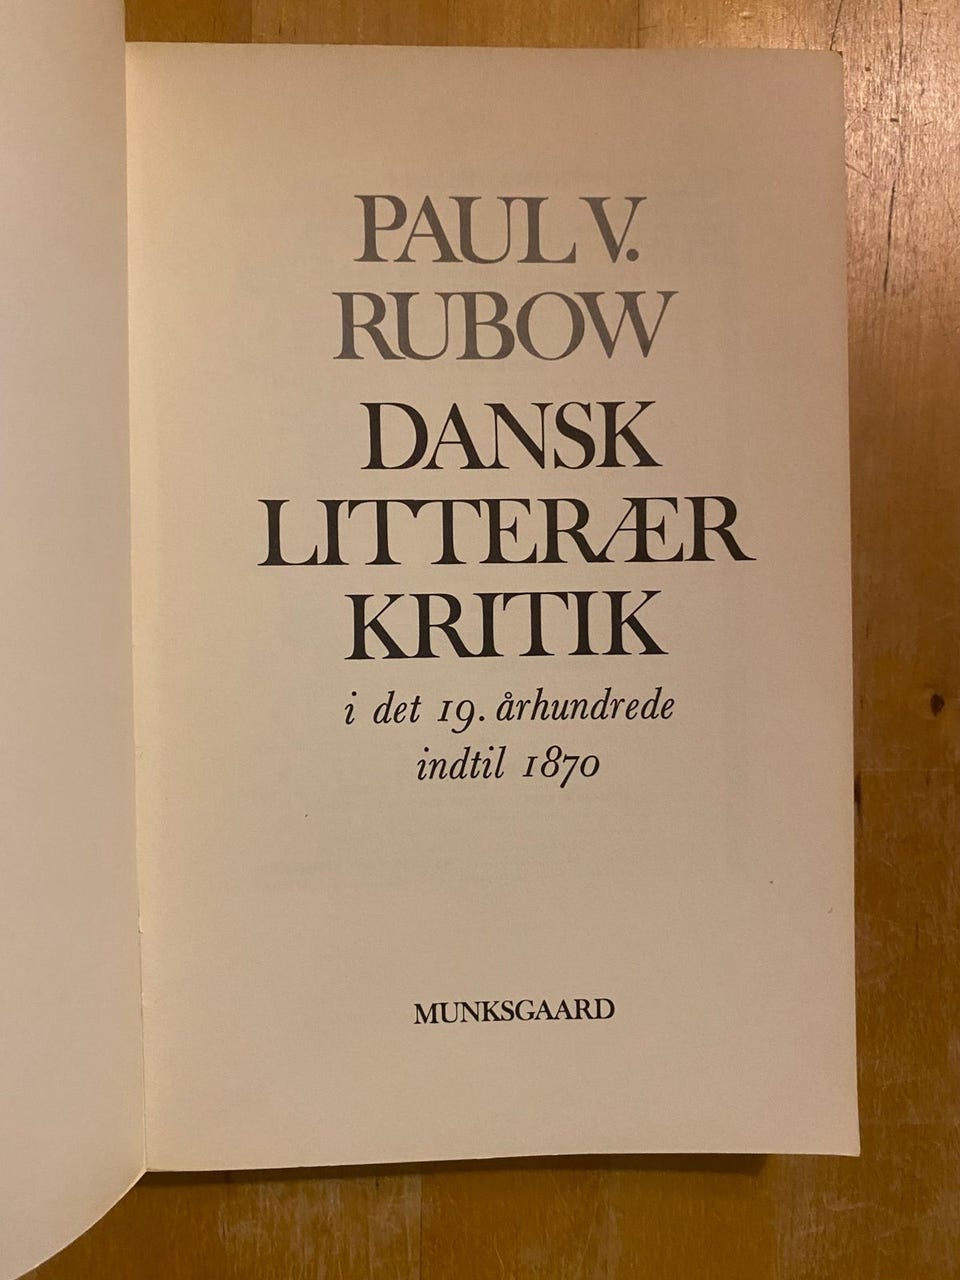 PAUL V.
RUBOW
DANSK
LITTERÆR
KRITIK
i det 19. århundrede
indtil 1870
MUNKSGAARD